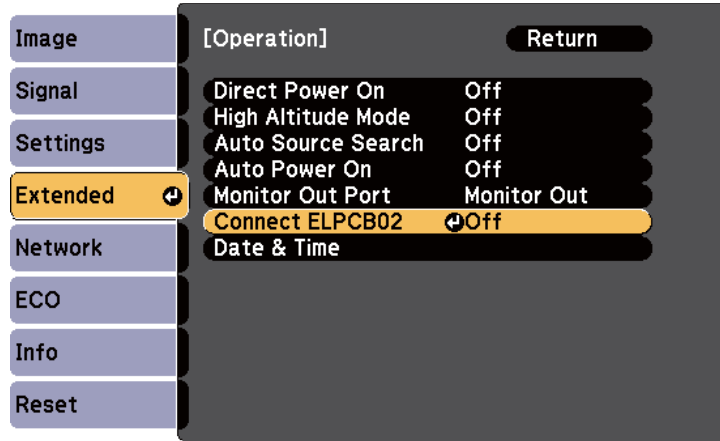 Image
Signal
Settings
Extended
Network
ECO
Info
Reset
[Operation] Return
Direct Power On Off
High Altitude Mode Off
Auto Source Search Off
Auto Power On Off
Monitor Out Port Monitor Out
Connect ELPCB02 Off
Date & Time